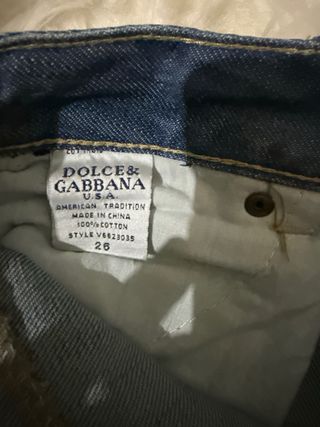 DOLCE&
GABBANA
U.S.A.
AMERICAN TRADITION
MADE IN CHINA
100% COTTON
STYLE V6623035
26